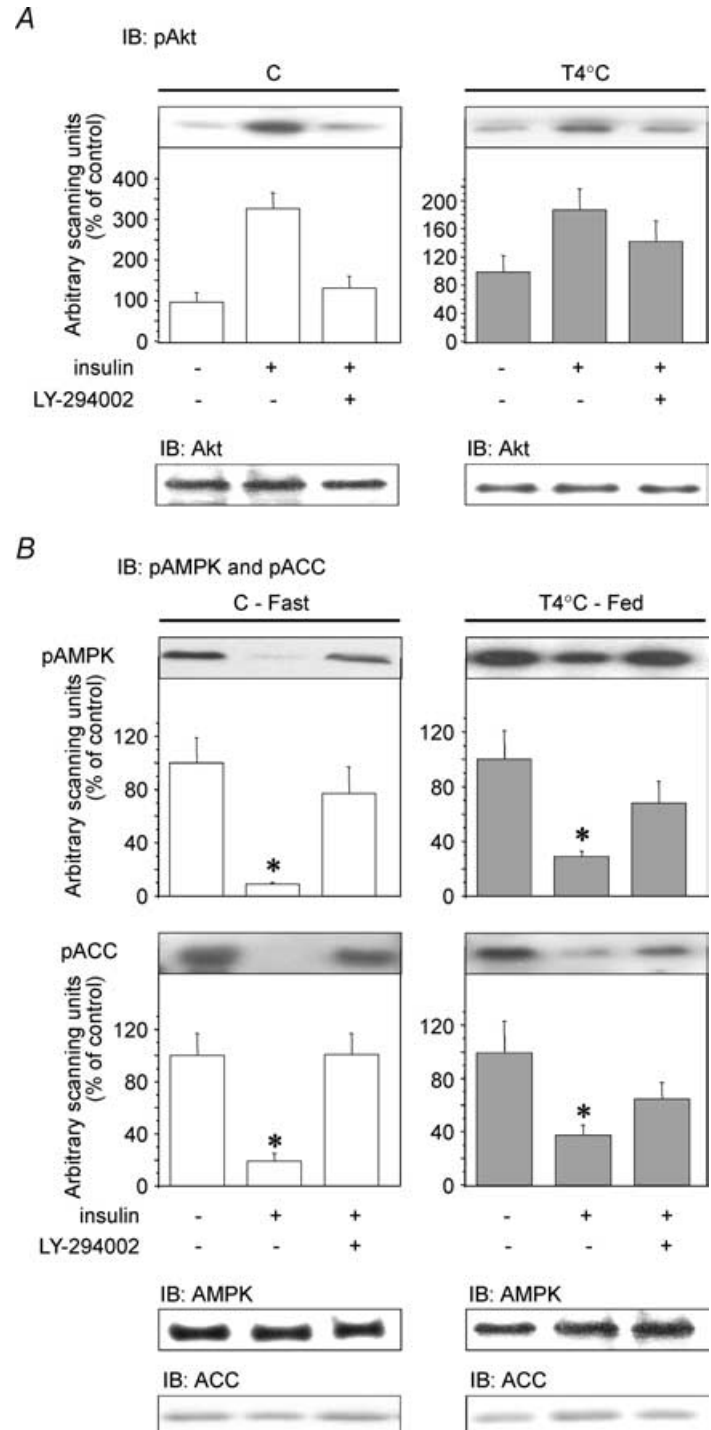 A
IB: pAkt
C
T4°C
Arbitrary scanning units
(% of control)
400
300
200
100
0
200
160
120
80
40
0
insulin - + + - + +
LY-294002 - - + - - +
IB: Akt
IB: Akt
B
IB: pAMPK and pACC
C - Fast
T4°C - Fed
pAMPK
Arbitrary scanning units
(% of control)
120
80
40
0
*
120
80
40
0
*
pACC
Arbitrary scanning units
(% of control)
120
80
40
0
*
120
80
40
0
*
insulin - + + - + +
LY-294002 - - + - - +
IB: AMPK
IB: AMPK
IB: ACC
IB: ACC